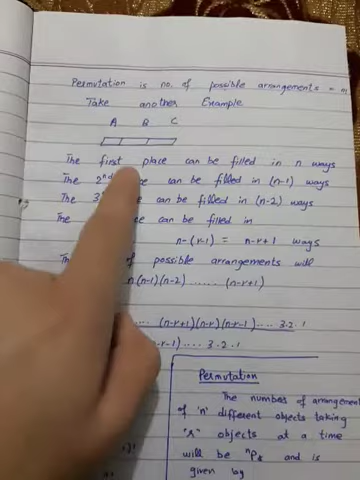 Permutation is no. of possible arrangements =
Take another Example
A B C
The first place can be filled in n ways
The 2nd can be filled in (n-1) ways
The can be filled in (n-2) ways
The can be filled in
n-(r-1) = n-r+1 ways
of possible arrangements will
n(n-1)(n-2) ...... (n-r+1)
.... (n-r+1)(n-r)(n-r-1) .... 3.2.1
-r-1) .... 3.2.1
Permutation
The numbers of arrangement
of 'n' different objects taking
'r' objects at a time
will be and is
given by